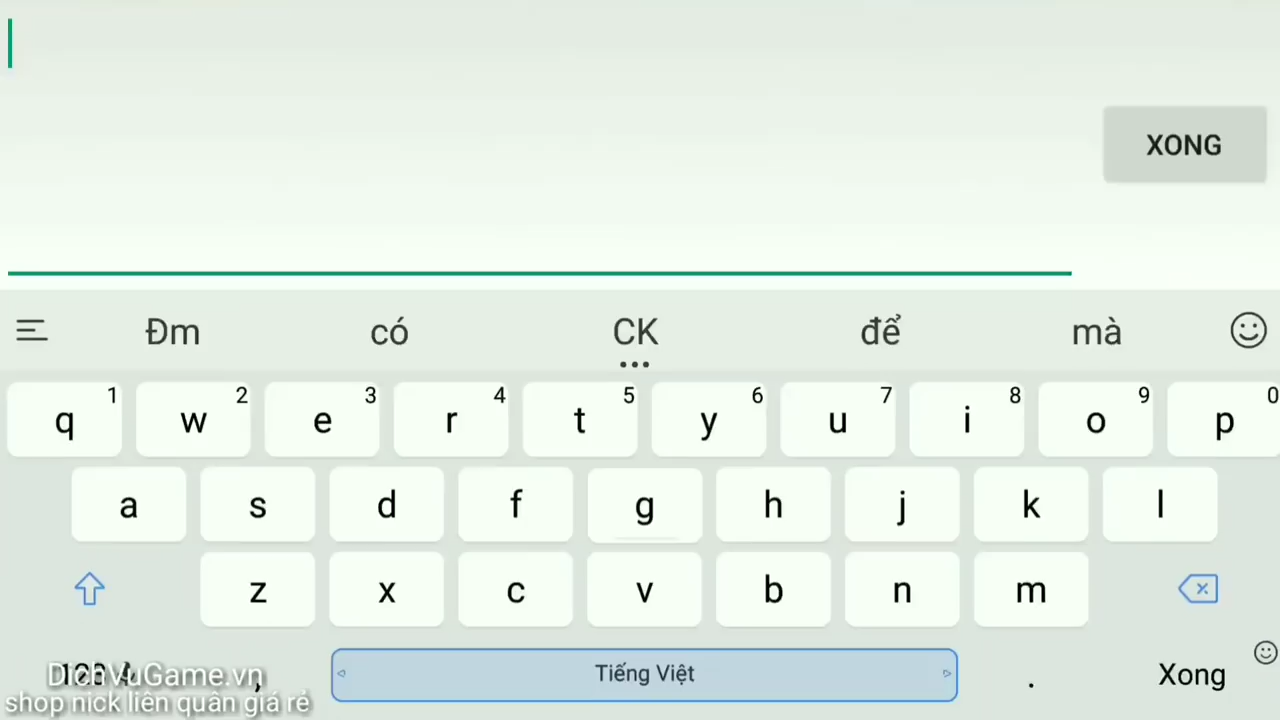 XONG
Đm có CK để mà
q 1 w 2 e 3 r 4 t 5 y 6 u 7 i 8 o 9 p 0
a s d f g h j k l
z x c v b n m
DichVuGame.vn , Tiếng Việt . Xong
shop nick liên quân giá rẻ